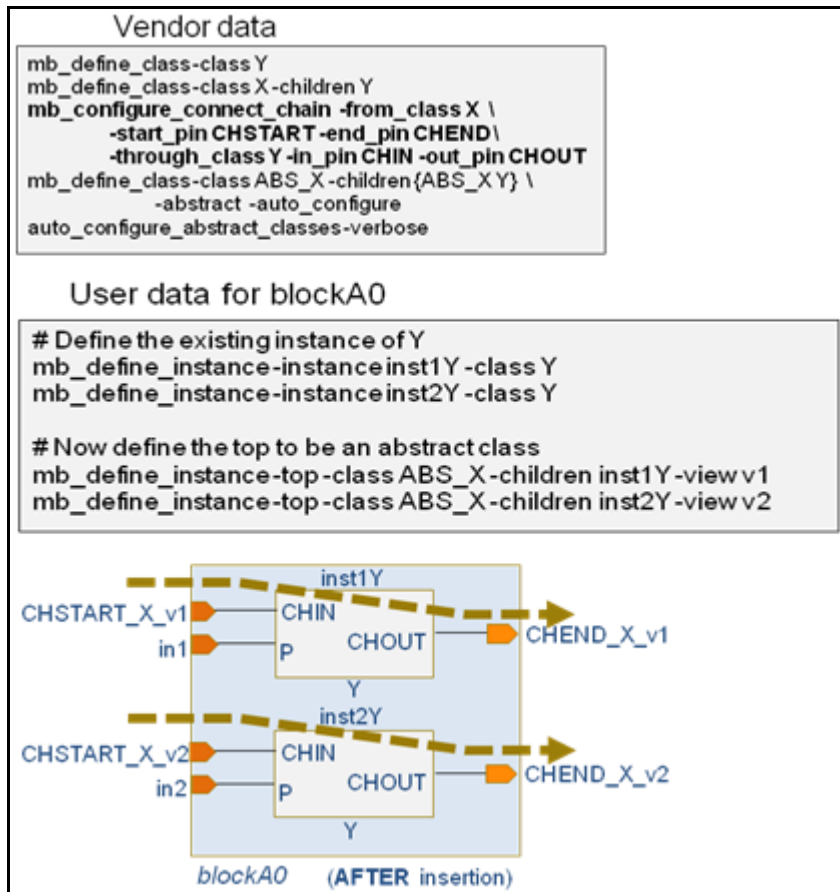 Vendor data
mb_define_class-class Y
mb_define_class-class X -children Y
mb_configure_connect_chain -from_class X \
-start_pin CHSTART -end_pin CHEND\
-through_class Y -in_pin CHIN -out_pin CHOUT
mb_define_class-class ABS_X -children {ABS_X Y} \
-abstract -auto_configure
auto_configure_abstract_classes-verbose
User data for blockA0
# Define the existing instance of Y
mb_define_instance-instance inst1Y -class Y
mb_define_instance-instance inst2Y -class Y
# Now define the top to be an abstract class
mb_define_instance-top -class ABS_X -children inst1Y -view v1
mb_define_instance-top -class ABS_X -children inst2Y -view v2
inst1Y
CHSTART_X_v1
CHIN
in1
P
CHOUT
CHEND_X_v1
Y
inst2Y
CHSTART_X_v2
CHIN
in2
P
CHOUT
CHEND_X_v2
Y
blockA0 (AFTER insertion)